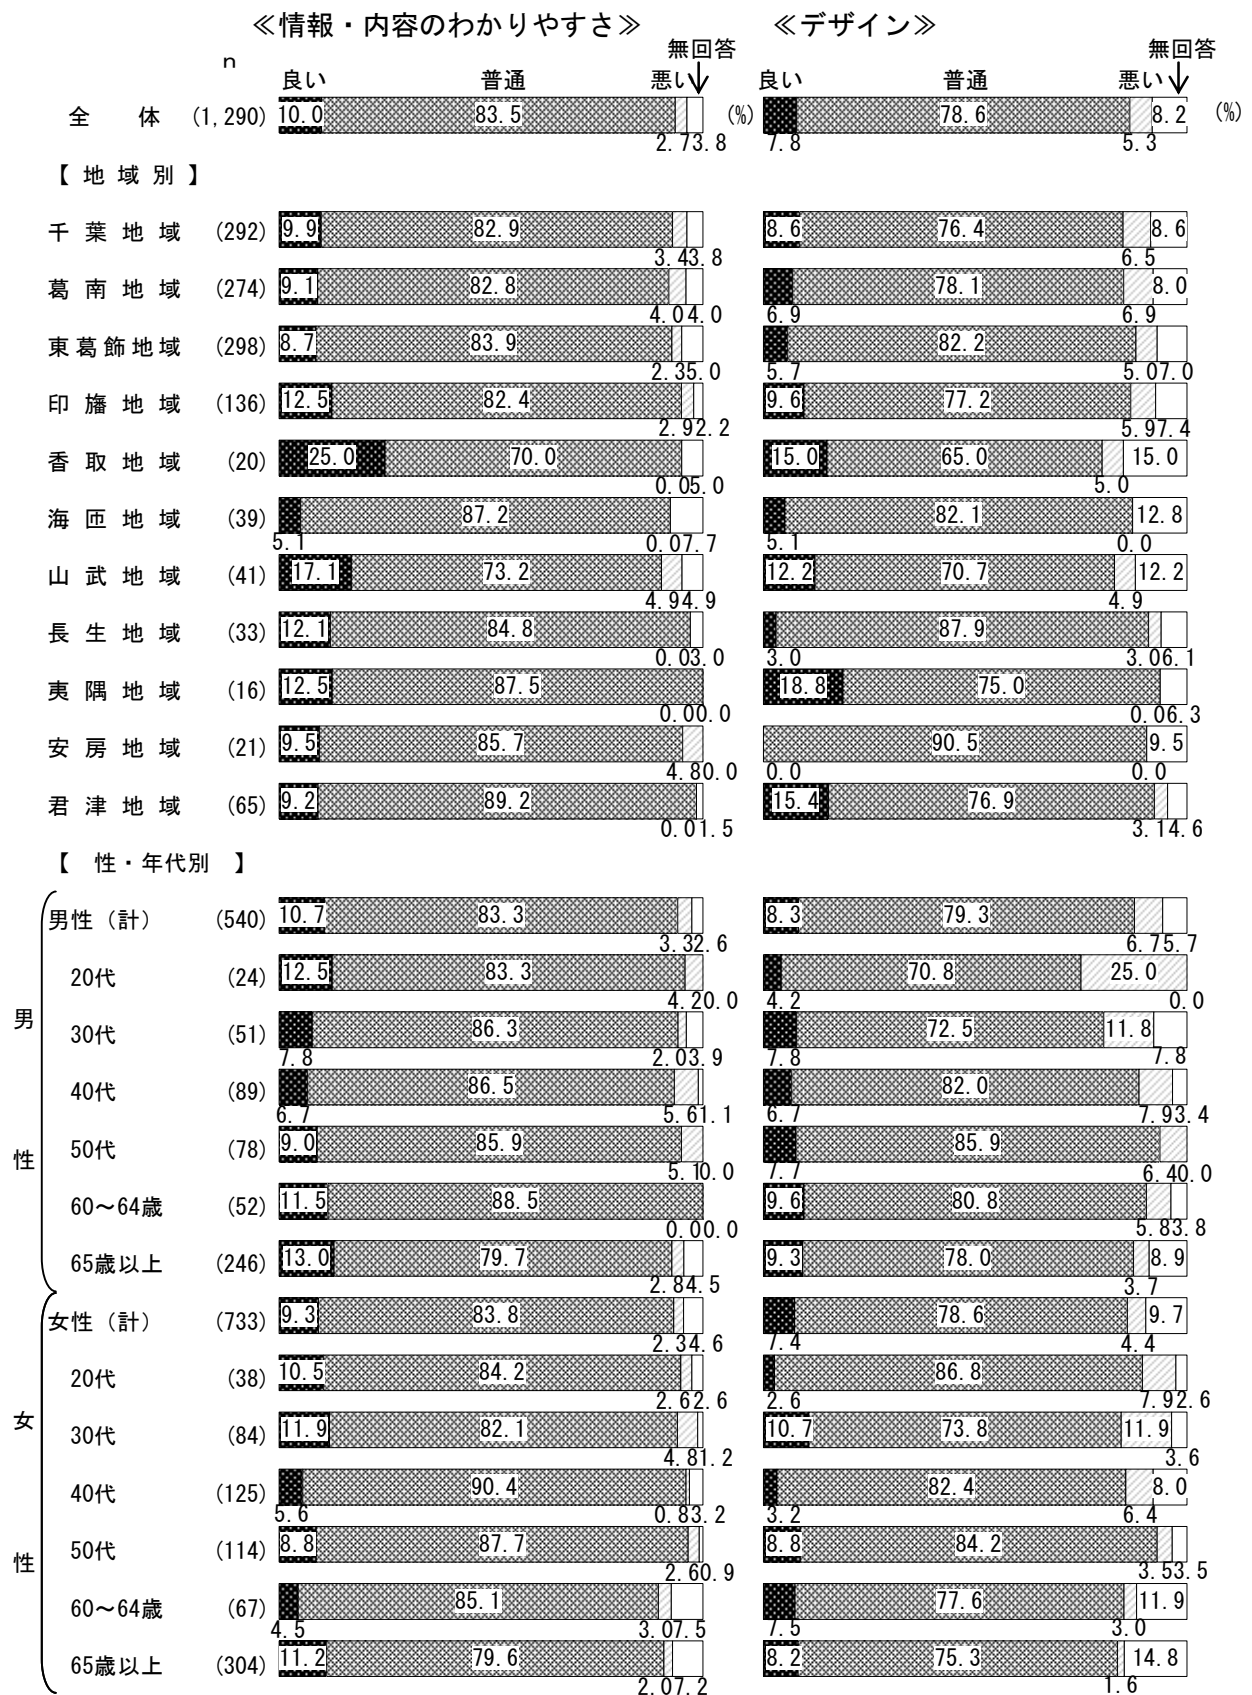 ≪情報・内容のわかりやすさ≫ ≪デザイン≫
無回答 無回答
n
良い 普通 悪い 良い 普通 悪い
全体 (1,290) 10.0 83.5 (%) 78.6 8.2 (%)
2.7 3.8 7.8 5.3
【地域別】
千葉地域 (292) 9.9 82.9 8.6 76.4 8.6
3.4 3.8 6.5
葛南地域 (274) 9.1 82.8 78.1 8.0
4.0 4.0 6.9 6.9
東葛飾地域 (298) 8.7 83.9 82.2
2.3 5.0 5.7 5.0 7.0
印旛地域 (136) 12.5 82.4 9.6 77.2
2.9 2.2 5.9 7.4
香取地域 (20) 25.0 70.0 15.0 65.0 15.0
0.0 5.0 5.0
海匝地域 (39) 87.2 82.1 12.8
5.1 0.0 7.7 5.1 0.0
山武地域 (41) 17.1 73.2 12.2 70.7 12.2
4.9 4.9 4.9
長生地域 (33) 12.1 84.8 87.9
0.0 3.0 3.0 3.0 6.1
夷隅地域 (16) 12.5 87.5 18.8 75.0
0.0 0.0 0.0 6.3
安房地域 (21) 9.5 85.7 90.5 9.5
4.8 0.0 0.0 0.0
君津地域 (65) 9.2 89.2 15.4 76.9
0.0 1.5 3.1 4.6
【 性・年代別 】
男性（計） (540) 10.7 83.3 8.3 79.3
3.3 2.6 6.7 5.7
20代 (24) 12.5 83.3 70.8 25.0
4.2 0.0 4.2 0.0
男
30代 (51) 86.3 72.5 11.8
7.8 2.0 3.9 7.8 7.8
40代 (89) 86.5 82.0
6.7 5.6 1.1 6.7 7.9 3.4
性
50代 (78) 9.0 85.9 85.9
5.1 0.0 7.7 6.4 0.0
60～64歳 (52) 11.5 88.5 9.6 80.8
0.0 0.0 5.8 3.8
65歳以上 (246) 13.0 79.7 9.3 78.0 8.9
2.8 4.5 3.7
女性（計） (733) 9.3 83.8 78.6 9.7
2.3 4.6 7.4 4.4
20代 (38) 10.5 84.2 86.8
2.6 2.6 2.6 7.9 2.6
女
30代 (84) 11.9 82.1 10.7 73.8 11.9
4.8 1.2 3.6
40代 (125) 90.4 82.4 8.0
5.6 0.8 3.2 3.2 6.4
性
50代 (114) 8.8 87.7 8.8 84.2
2.6 0.9 3.5 3.5
60～64歳 (67) 85.1 77.6 11.9
4.5 3.0 7.5 7.5 3.0
65歳以上 (304) 11.2 79.6 8.2 75.3 14.8
2.0 7.2 1.6